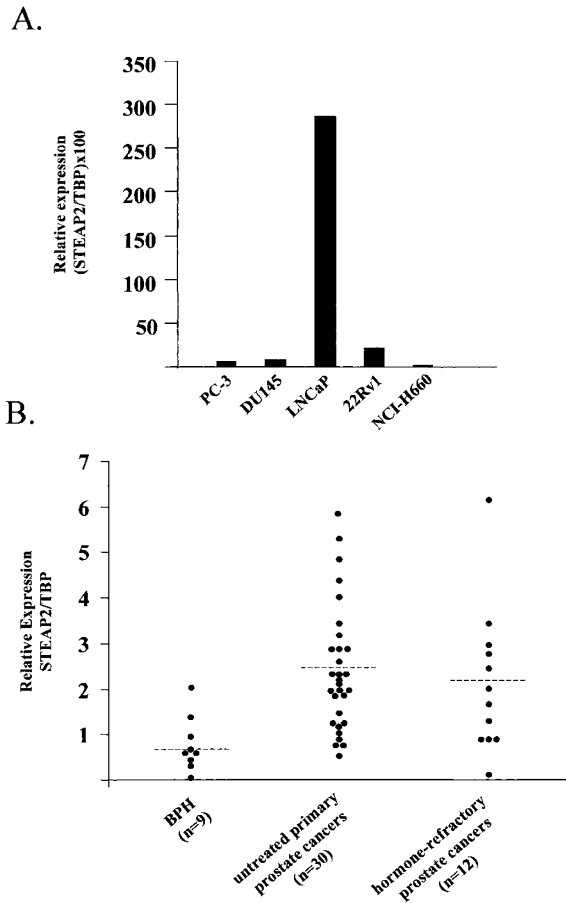 A.
Relative expression
(STEAP2/TBP)x100
350
300
250
200
150
100
50
PC-3
DU145
LNCaP
22Rv1
NCI-H660
B.
Relative Expression
STEAP2/TBP
7
6
5
4
3
2
1
BPH
(n=9)
untreated primary
prostate cancers
(n=30)
hormone-refractory
prostate cancers
(n=12)